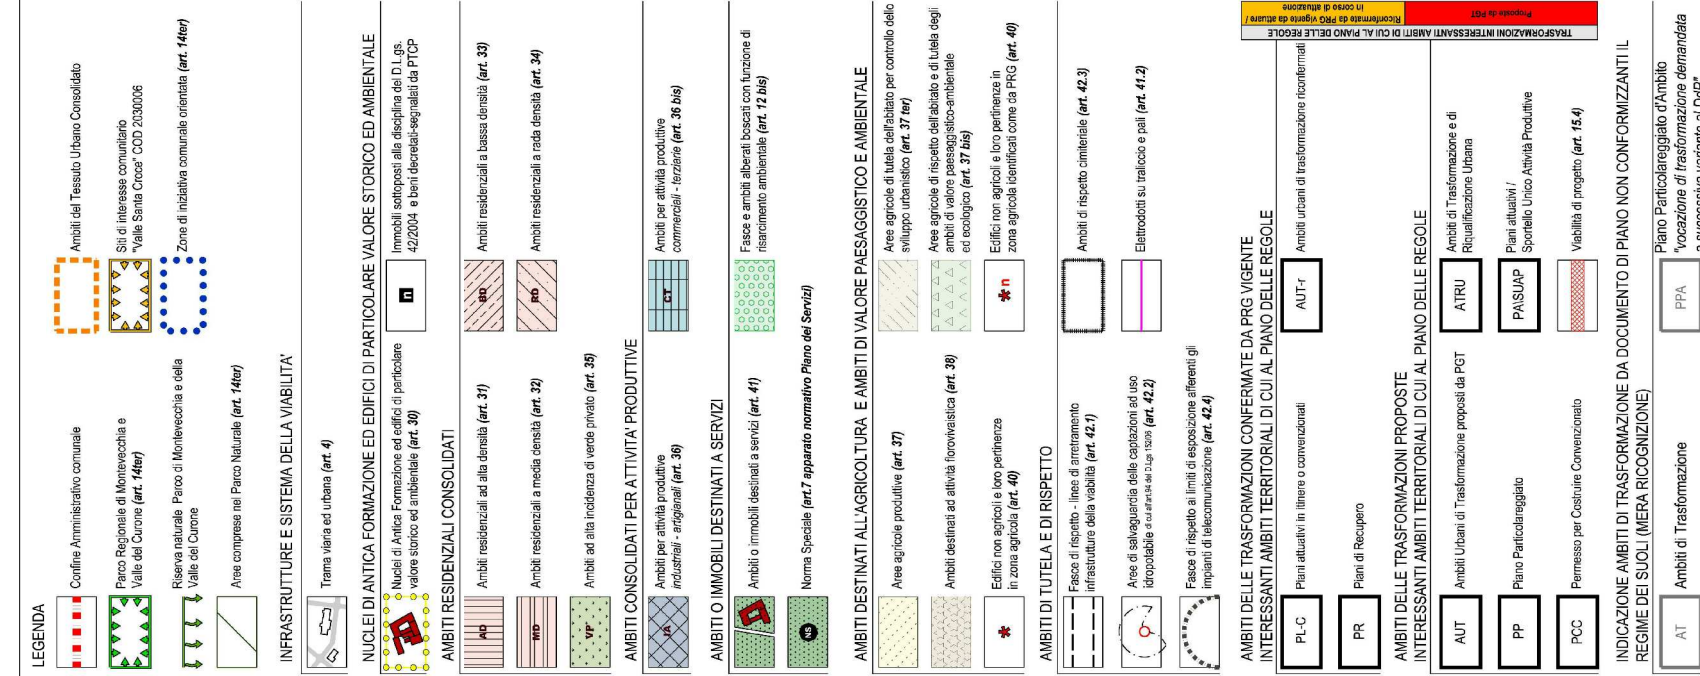 LEGENDA
Confine Amministrativo comunale
Ambiti del Tessuto Urbano Consolidato
Parco Regionale di Montevecchia e
Valle del Curone (art. 14ter)
Siti di interesse comunitario
"Valle Santa Croce" COD 2030006
Riserva naturale Parco di Montevecchia e della
Valle del Curone
Zone di iniziativa comunale orientata (art. 14ter)
Aree comprese nel Parco Naturale (art. 14ter)
INFRASTRUTTURE E SISTEMA DELLA VIABILITA'
Trama viaria ed urbana (art. 4)
NUCLEI DI ANTICA FORMAZIONE ED EDIFICI DI PARTICOLARE VALORE STORICO ED AMBIENTALE
Nuclei di Antica Formazione ed edifici di particolare
valore storico ed ambientale (art. 30)
n
Immobili sottoposti alla disciplina del D.l.gs.
42/2004 e beni decretati-segnalati da PTCP
AMBITI RESIDENZIALI CONSOLIDATI
AD
Ambiti residenziali ad alta densità (art. 31)
BD
Ambiti residenziali a bassa densità (art. 33)
MD
Ambiti residenziali a media densità (art. 32)
RD
Ambiti residenziali a rada densità (art. 34)
VP
Ambiti ad alta incidenza di verde privato (art. 35)
AMBITI CONSOLIDATI PER ATTIVITA' PRODUTTIVE
IA
Ambiti per attività produttive
industriali - artigianali (art. 36)
CT
Ambiti per attività produttive
commerciali - terziarie (art. 36 bis)
AMBITI O IMMOBILI DESTINATI A SERVIZI
Ambiti o immobili destinati a servizi (art. 41)
Fasce e ambiti alberati boscati con funzione di
risarcimento ambientale (art. 12 bis)
NS
Norma Speciale (art.7 apparato normativo Piano dei Servizi)
AMBITI DESTINATI ALL'AGRICOLTURA E AMBITI DI VALORE PAESAGGISTICO E AMBIENTALE
Aree agricole produttive (art. 37)
Aree agricole di tutela dell'abitato per controllo dello
sviluppo urbanistico (art. 37 ter)
Ambiti destinati ad attività florovivaistica (art. 38)
Aree agricole di rispetto dell'abitato e di tutela degli
ambiti di valore paesaggistico-ambientale
ed ecologico (art. 37 bis)
*
Edifici non agricoli e loro pertinenze
in zona agricola (art. 40)
* n
Edifici non agricoli e loro pertinenze in
zona agricola identificati come da PRG (art. 40)
AMBITI DI TUTELA E DI RISPETTO
Fasce di rispetto - linee di arretramento
infrastrutture della viabilità (art. 42.1)
Ambiti di rispetto cimiteriale (art. 42.3)
Aree di salvaguardia delle captazioni ad uso
idropotabile di cui all'art.94 del D.Lgs 152/06 (art. 42.2)
Elettrodotti su traliccio e pali (art. 41.2)
Fasce di rispetto ai limiti di esposizione afferenti gli
impianti di telecomunicazione (art. 42.4)
AMBITI DELLE TRASFORMAZIONI CONFERMATE DA PRG VIGENTE
INTERESSANTI AMBITI TERRITORIALI DI CUI AL PIANO DELLE REGOLE
TRASFORMAZIONI INTERESSANTI AMBITI DI CUI AL PIANO DELLE REGOLE
Riconfermate da PRG vigente da attuare /
in corso di attuazione
Proposte da PGT
PL-C
Piani attuativi in itinere o convenzionati
AUT-r
Ambiti urbani di trasformazione riconfermati
PR
Piani di Recupero
AMBITI DELLE TRASFORMAZIONI PROPOSTE
INTERESSANTI AMBITI TERRITORIALI DI CUI AL PIANO DELLE REGOLE
AUT
Ambiti Urbani di Trasformazione proposti da PGT
ATRU
Ambiti di Trasformazione e di
Riqualificazione Urbana
PP
Piano Particolareggiato
PA\SUAP
Piani attuativi /
Sportello Unico Attività Produttive
PCC
Permesso per Costruire Convenzionato
Viabilità di progetto (art. 15.4)
INDICAZIONE AMBITI DI TRASFORMAZIONE DA DOCUMENTO DI PIANO NON CONFORMIZZANTI IL
REGIME DEI SUOLI (MERA RICOGNIZIONE)
AT
Ambiti di Trasformazione
PPA
Piano Particolareggiato d'Ambito
"vocazione di trasformazione demandata
a successiva variante al DdP"